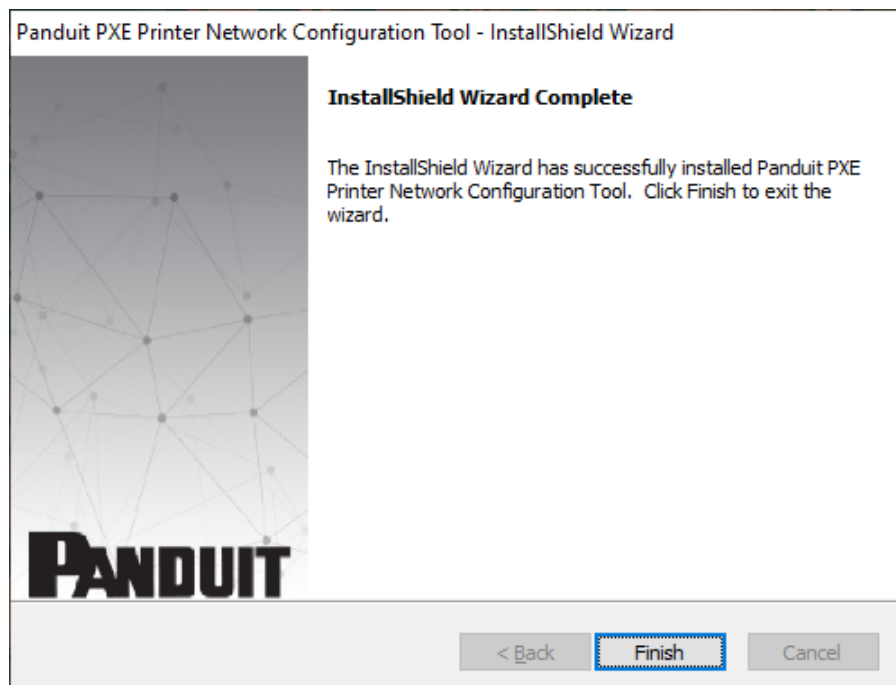 Panduit PXE Printer Network Configuration Tool - InstallShield Wizard
InstallShield Wizard Complete
The InstallShield Wizard has successfully installed Panduit PXE
Printer Network Configuration Tool.  Click Finish to exit the
wizard.
PANDUIT
< Back
Finish
Cancel